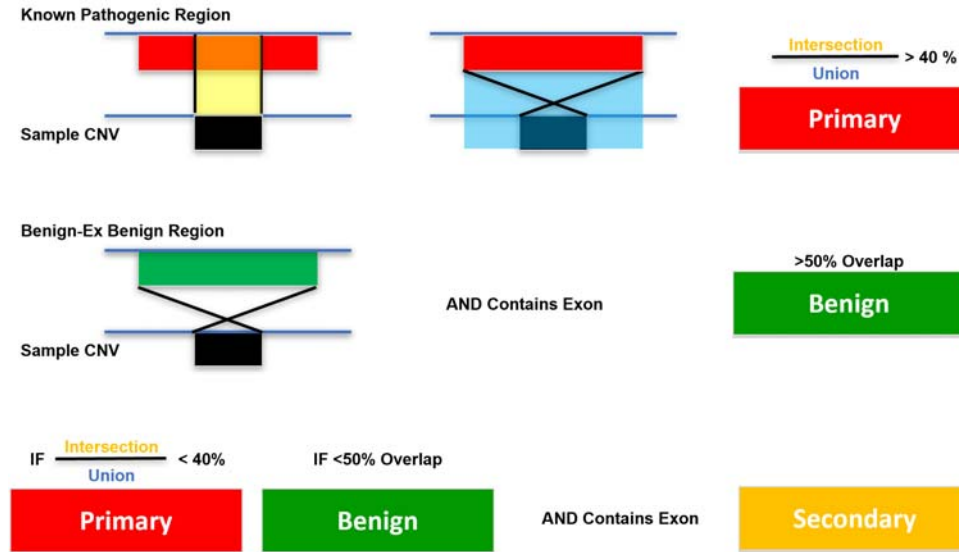 Known Pathogenic Region
Intersection
> 40 %
Union
Primary
Sample CNV
Benign-Ex Benign Region
>50% Overlap
AND Contains Exon
Benign
Sample CNV
Intersection
IF < 40% IF <50% Overlap
Union
Primary Benign AND Contains Exon Secondary